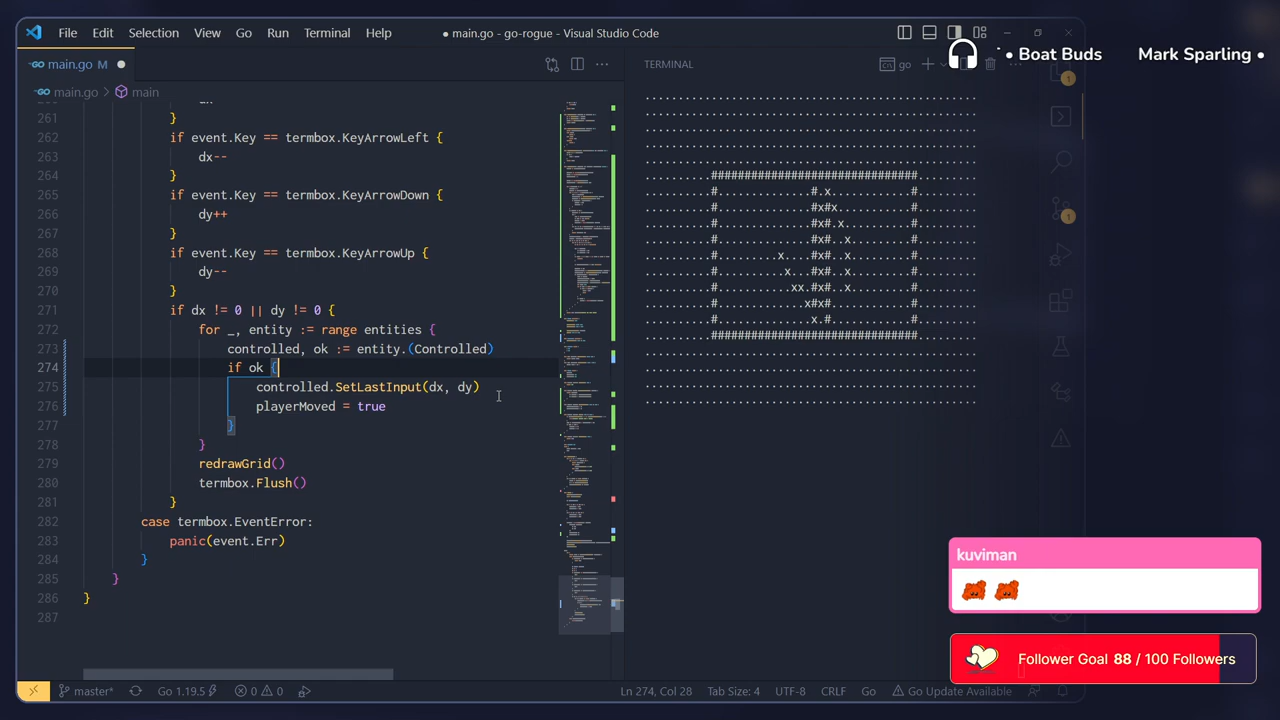 File Edit Selection View Go Run Terminal Help
● main.go - go-rogue - Visual Studio Code
• Boat Buds Mark Sparling •
main.go M ●
main.go > main
261 }
262 if event.Key == termbox.KeyArrowLeft {
263 dx--
264 }
265 if event.Key == termbox.KeyArrowDown {
266 dy++
267 }
268 if event.Key == termbox.KeyArrowUp {
269 dy--
270 }
271 if dx != 0 || dy != 0 {
272 for _, entity := range entities {
273 controlled, ok := entity.(Controlled)
274 if ok {
275 controlled.SetLastInput(dx, dy)
276 playerMoved = true
277 }
278 }
279 redrawGrid()
280 termbox.Flush()
281 }
282 case termbox.EventError:
283 panic(event.Err)
284 }
285 }
286 }
287
TERMINAL
go
1
1
kuviman
Follower Goal 88 / 100 Followers
master* Go 1.19.5 0 0 Ln 274, Col 28 Tab Size: 4 UTF-8 CRLF Go Go Update Available